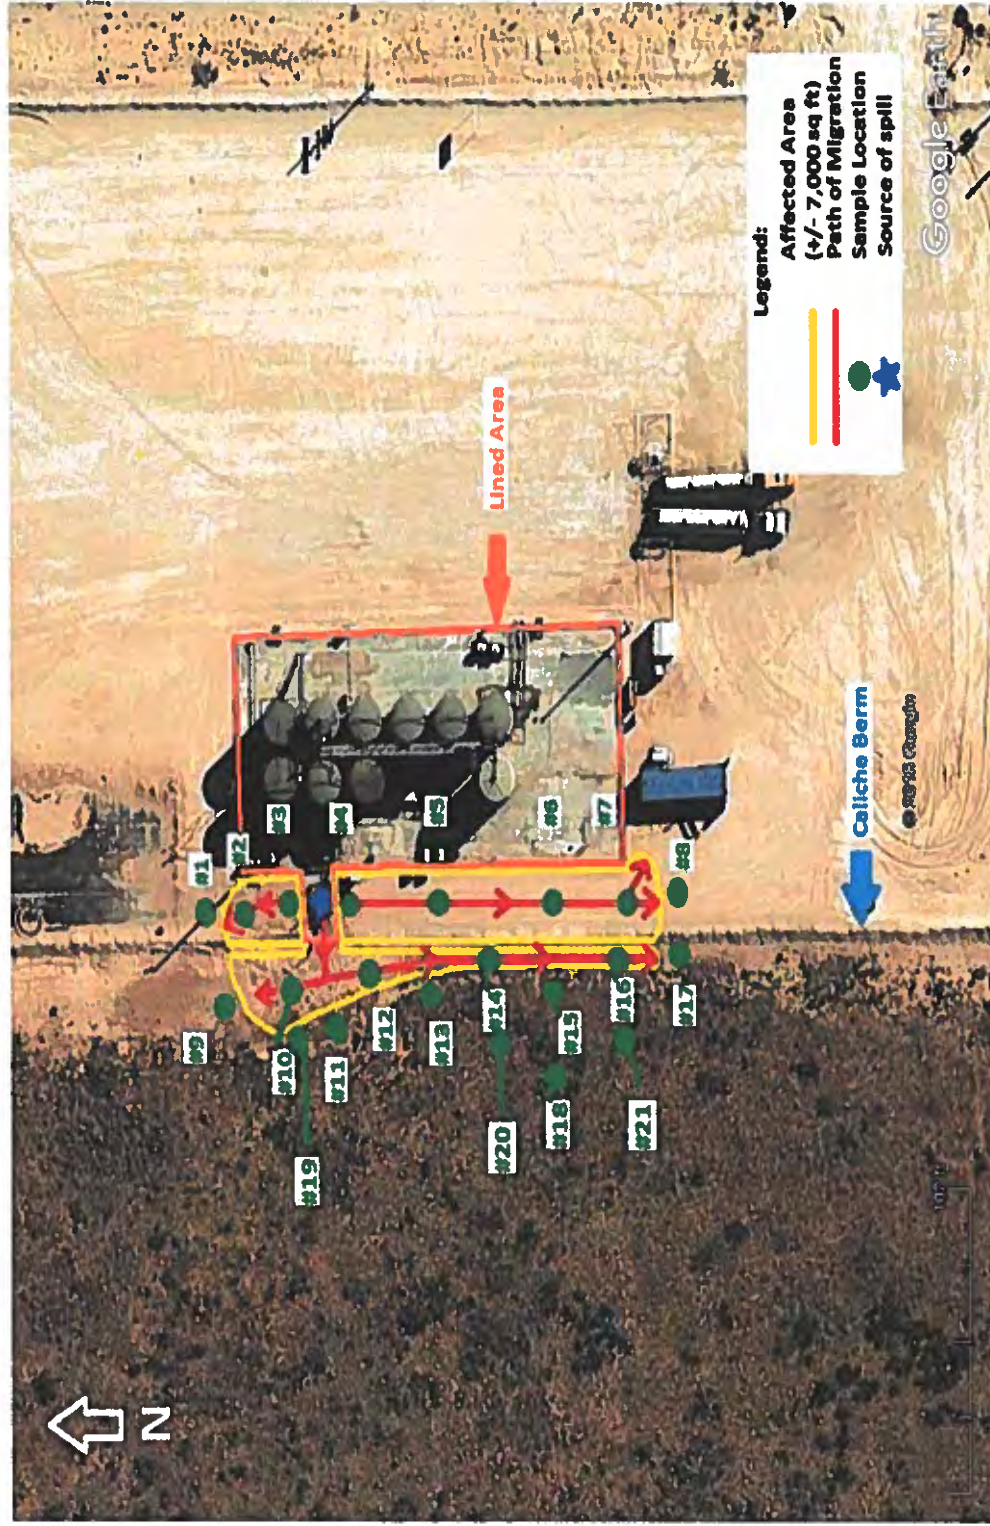 N
#1
#2
#3
#4
#5
#6
#7
#8
#9
#10
#11
#12
#13
#14
#15
#16
#17
#18
#19
#20
#21
Lined Area
Caliche Berm
Legend:
Affected Area
(+/- 7,000 sq ft)
Path of Migration
Sample Location
Source of spill
Google Earth